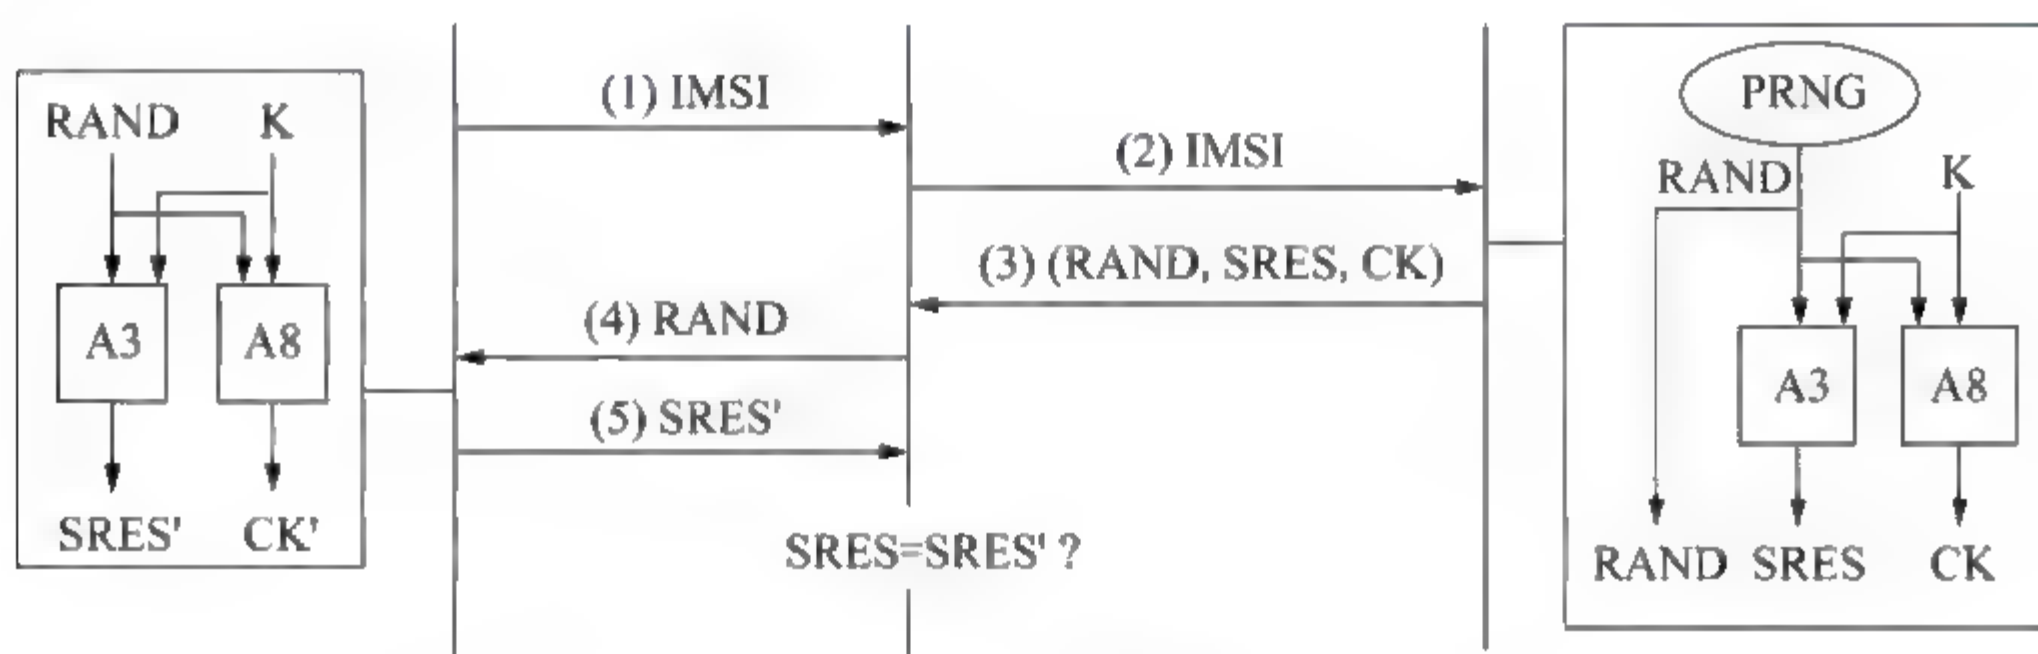 RAND K
A3 A8
SRES' CK'
(1) IMSI
(2) IMSI
(3) (RAND, SRES, CK)
(4) RAND
(5) SRES'
SRES=SRES' ?
PRNG
RAND K
A3 A8
RAND SRES CK